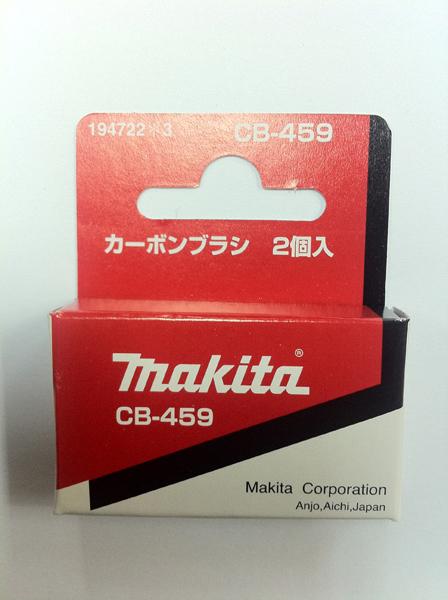 194722-3 CB-459
カーボンブラシ 2個入
makita®
CB-459
Makita Corporation
Anjo,Aichi,Japan